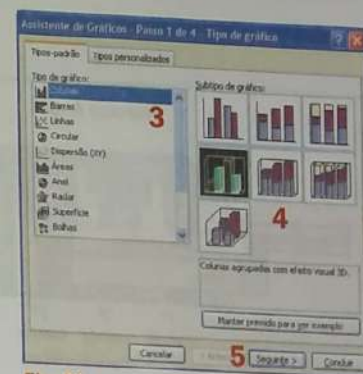 Assistente de Gráficos - Passo 1 de 4 - Tipo de gráfico
Tipos-padrão Tipos personalizados
Tipo de gráfico:
Subtipo de gráfico:
Colunas
Barras
3
Linhas
Circular
Dispersão (XY)
Áreas
Anel
Radar
Superfície
Bolhas
4
Colunas agrupadas com efeito visual 3D.
Manter premido para ver exemplo
Cancelar
5
Seguinte >
Concluir